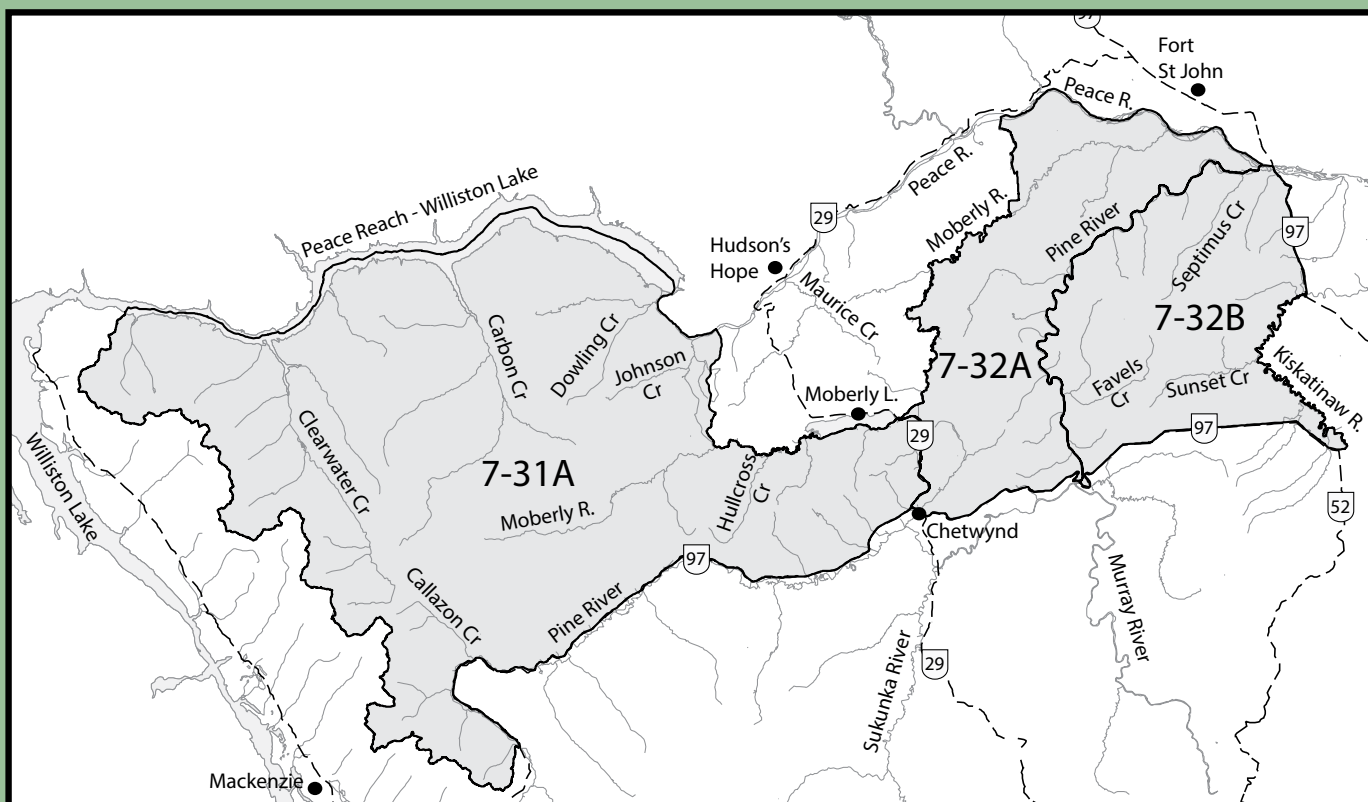 97
Fort
St John
Peace R.
Peace R.
Peace Reach - Williston Lake
29
Moberly R.
Pine River
Septimus Cr
97
Hudson's
Hope
Maurice Cr
Carbon Cr
Dowling Cr
Johnson
Cr
7-32B
7-32A
Favels
Cr
Sunset Cr
Kiskatinaw R.
Moberly L.
29
97
Clearwater Cr
7-31A
Hullcross
Cr
Moberly R.
Williston Lake
52
Chetwynd
97
Callazon Cr
Pine River
Murray River
Sukunka River
29
Mackenzie